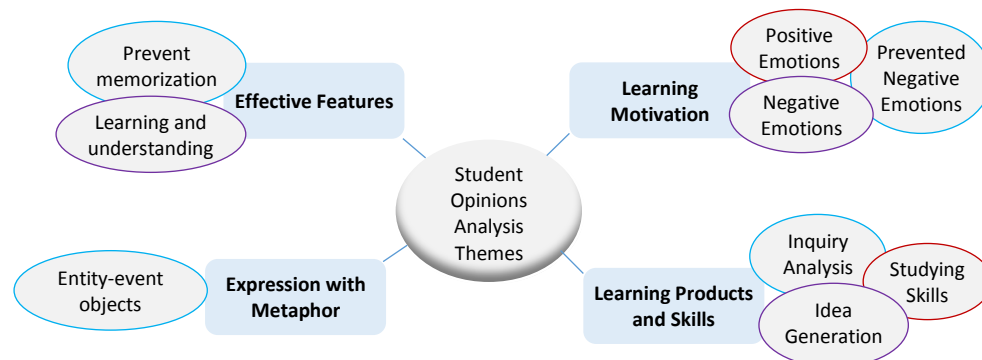 Prevent
memorization
Learning and
understanding
Effective Features
Learning
Motivation
Positive
Emotions
Negative
Emotions
Prevented
Negative
Emotions
Student
Opinions
Analysis
Themes
Entity-event
objects
Expression with
Metaphor
Learning Products
and Skills
Inquiry
Analysis
Studying
Skills
Idea
Generation